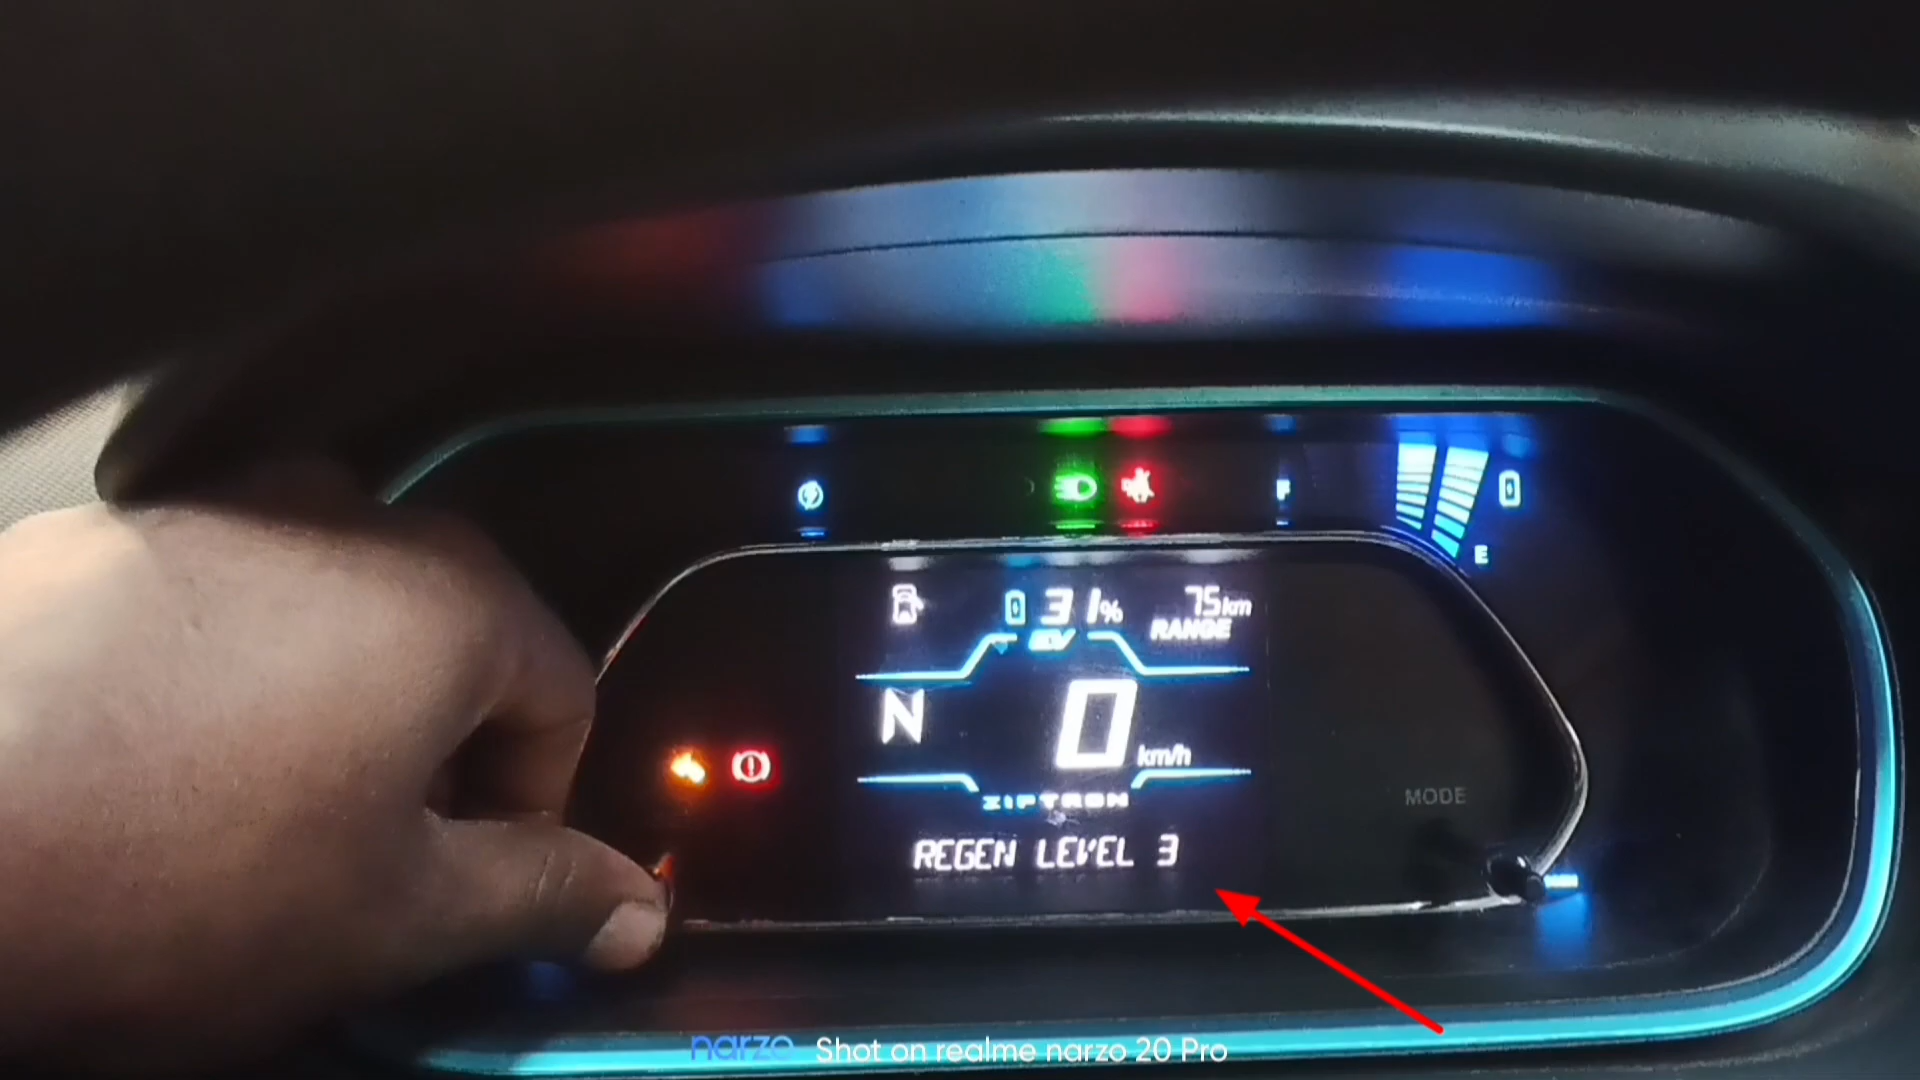 F
E
31%
75km
RANGE
EV
N
0
km/h
ZIPTRON
MODE
REGEN LEVEL 3
narzo Shot on realme narzo 20 Pro